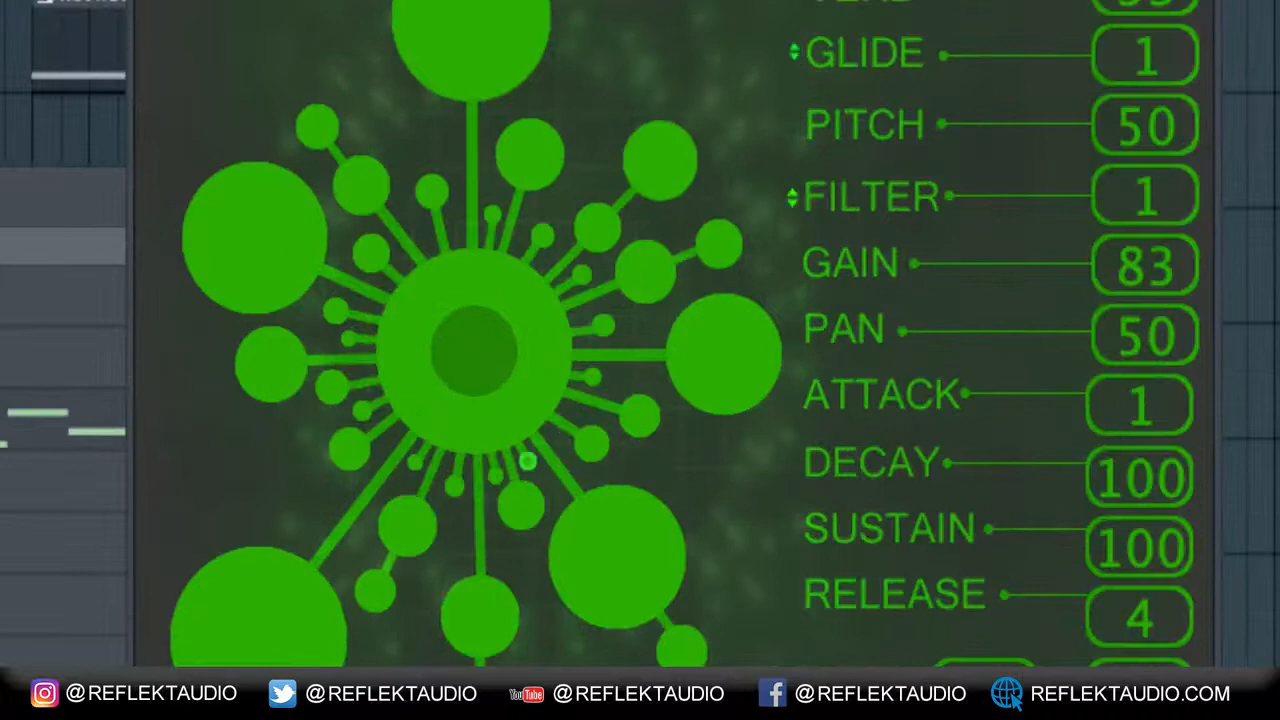 GLIDE 1
PITCH 50
FILTER 1
GAIN 83
PAN 50
ATTACK 1
DECAY 100
SUSTAIN 100
RELEASE 4
@REFLEKTAUDIO @REFLEKTAUDIO YouTube @REFLEKTAUDIO @REFLEKTAUDIO REFLEKTAUDIO.COM